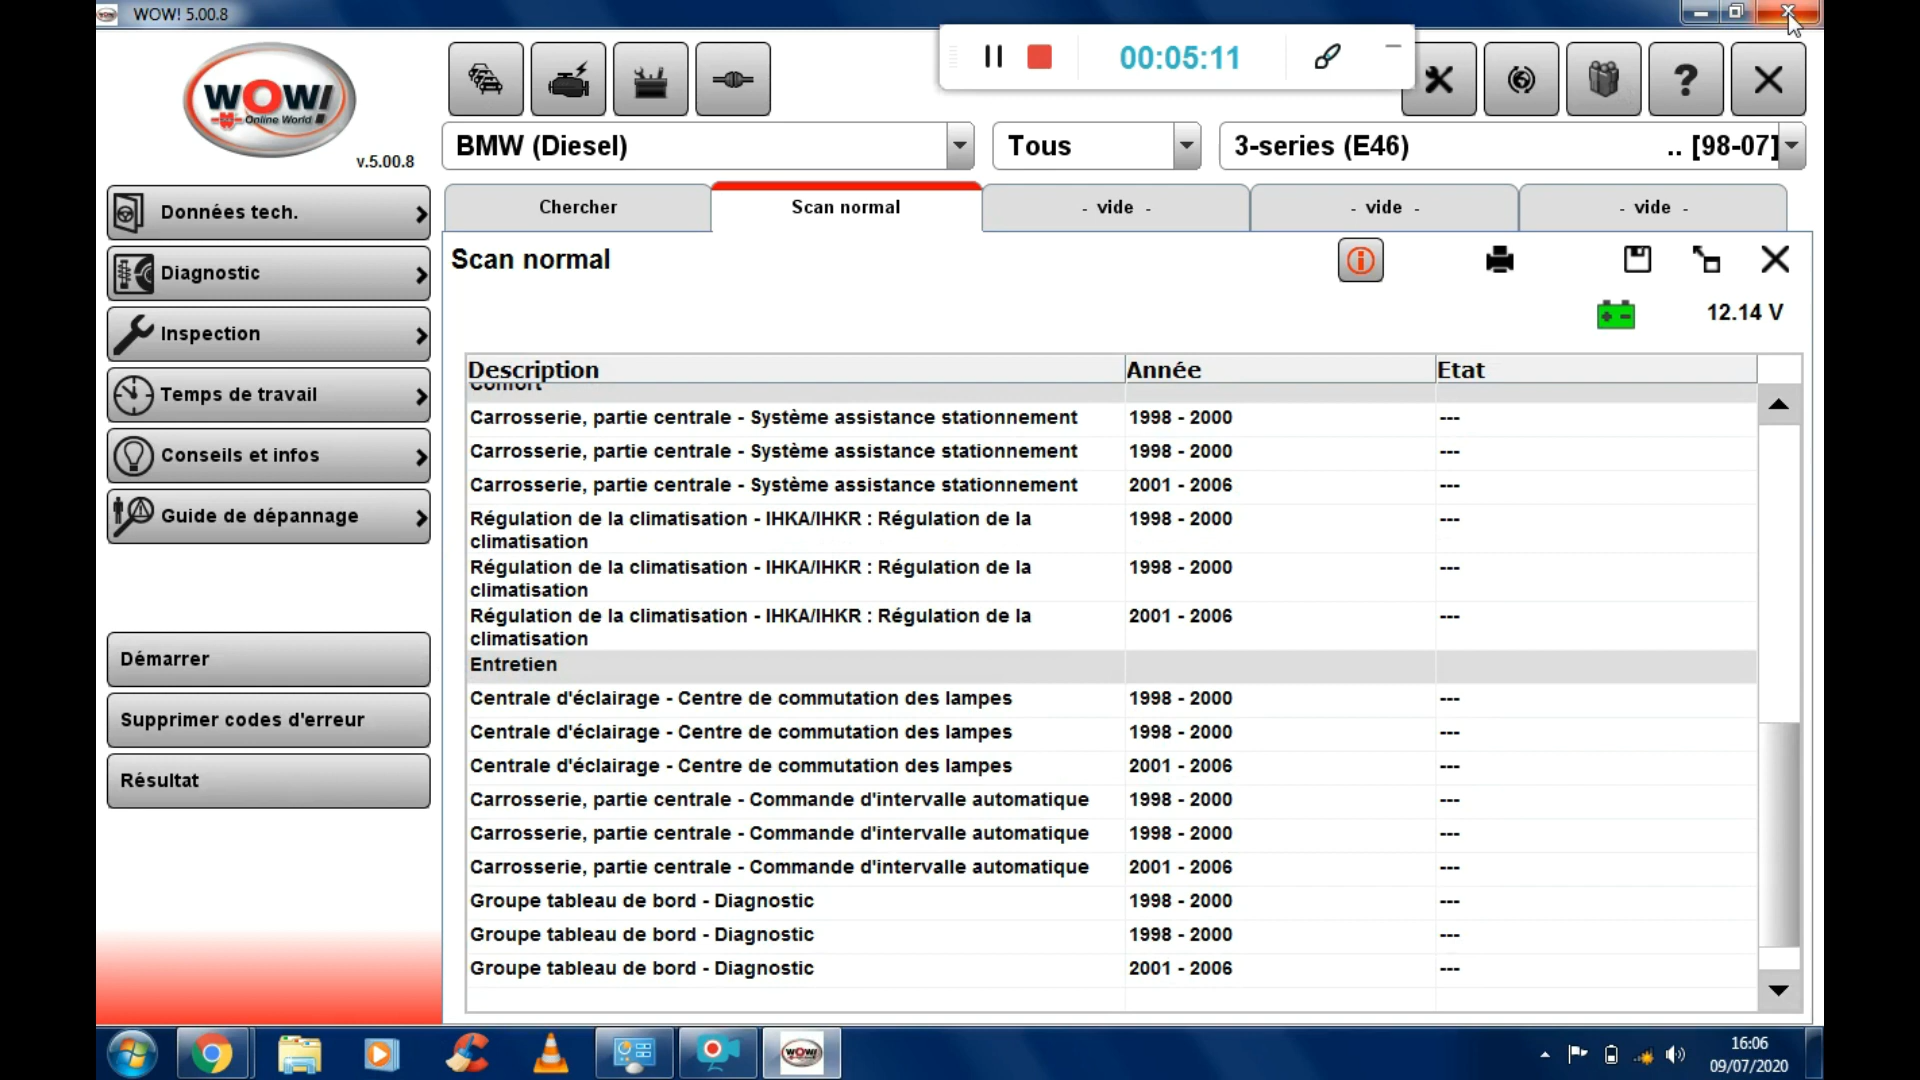 WOW! 5.00.8
00:05:11
WOW!
Online World
v.5.00.8
BMW (Diesel)
Tous
3-series (E46) .. [98-07]
Données tech.
Diagnostic
Inspection
Temps de travail
Conseils et infos
Guide de dépannage
Démarrer
Supprimer codes d'erreur
Résultat
Chercher
Scan normal
- vide -
- vide -
- vide -
Scan normal
12.14 V
Description Année Etat
Confort
Carrosserie, partie centrale - Système assistance stationnement 1998 - 2000 ---
Carrosserie, partie centrale - Système assistance stationnement 1998 - 2000 ---
Carrosserie, partie centrale - Système assistance stationnement 2001 - 2006 ---
Régulation de la climatisation - IHKA/IHKR : Régulation de la 1998 - 2000 ---
climatisation
Régulation de la climatisation - IHKA/IHKR : Régulation de la 1998 - 2000 ---
climatisation
Régulation de la climatisation - IHKA/IHKR : Régulation de la 2001 - 2006 ---
climatisation
Entretien
Centrale d'éclairage - Centre de commutation des lampes 1998 - 2000 ---
Centrale d'éclairage - Centre de commutation des lampes 1998 - 2000 ---
Centrale d'éclairage - Centre de commutation des lampes 2001 - 2006 ---
Carrosserie, partie centrale - Commande d'intervalle automatique 1998 - 2000 ---
Carrosserie, partie centrale - Commande d'intervalle automatique 1998 - 2000 ---
Carrosserie, partie centrale - Commande d'intervalle automatique 2001 - 2006 ---
Groupe tableau de bord - Diagnostic 1998 - 2000 ---
Groupe tableau de bord - Diagnostic 1998 - 2000 ---
Groupe tableau de bord - Diagnostic 2001 - 2006 ---
WOW!
16:06
09/07/2020